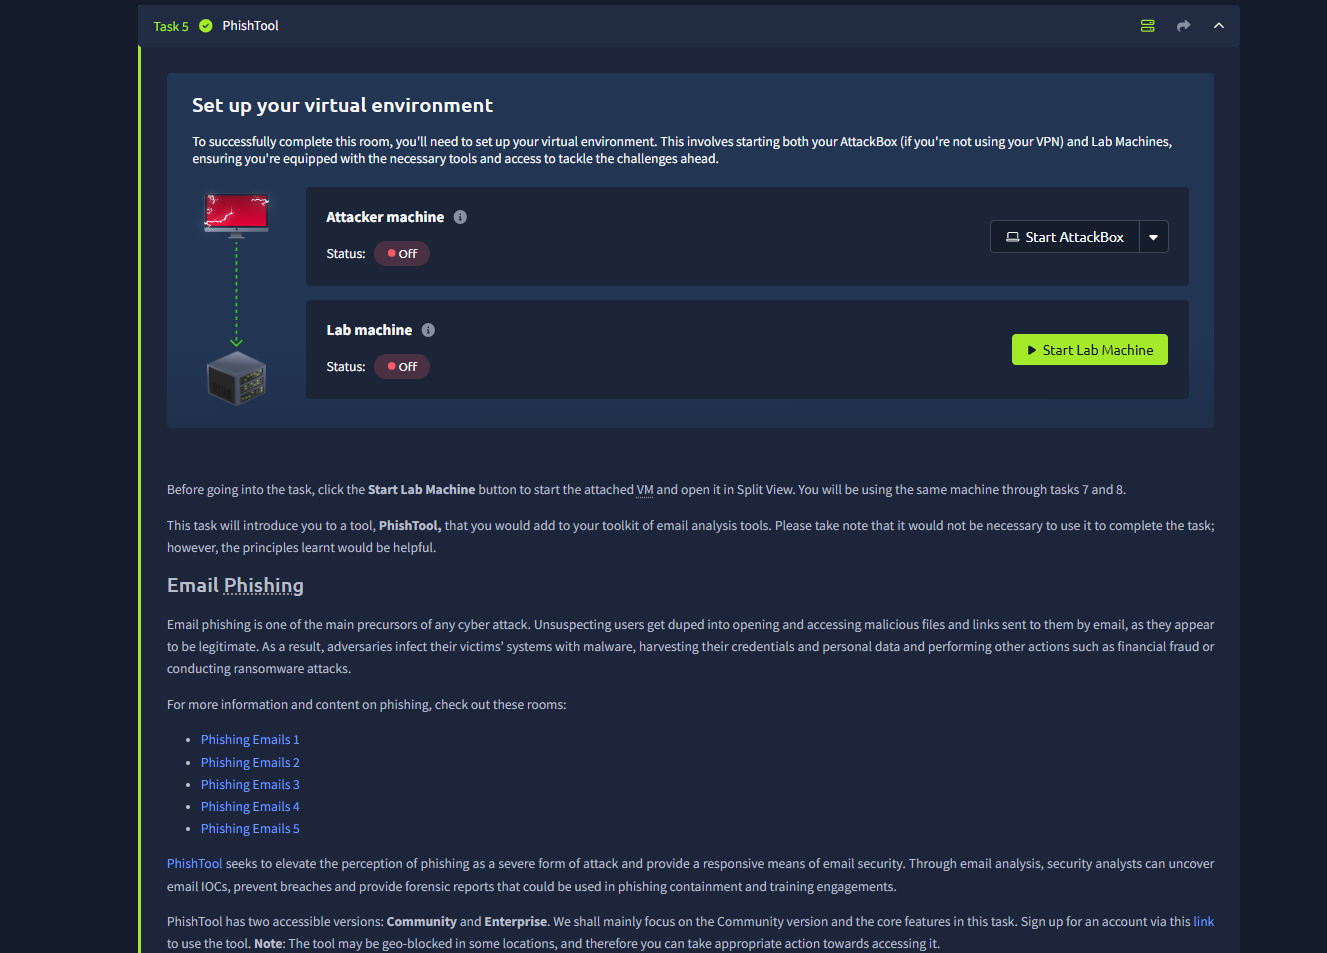 Task 5 PhishTool
Set up your virtual environment
To successfully complete this room, you'll need to set up your virtual environment. This involves starting both your AttackBox (if you're not using your VPN) and Lab Machines,
ensuring you're equipped with the necessary tools and access to tackle the challenges ahead.
Attacker machine
Status: Off
Start AttackBox
Lab machine
Status: Off
Start Lab Machine
Before going into the task, click the Start Lab Machine button to start the attached VM and open it in Split View. You will be using the same machine through tasks 7 and 8.
This task will introduce you to a tool, PhishTool, that you would add to your toolkit of email analysis tools. Please take note that it would not be necessary to use it to complete the task;
however, the principles learnt would be helpful.
Email Phishing
Email phishing is one of the main precursors of any cyber attack. Unsuspecting users get duped into opening and accessing malicious files and links sent to them by email, as they appear
to be legitimate. As a result, adversaries infect their victims’ systems with malware, harvesting their credentials and personal data and performing other actions such as financial fraud or
conducting ransomware attacks.
For more information and content on phishing, check out these rooms:
• Phishing Emails 1
• Phishing Emails 2
• Phishing Emails 3
• Phishing Emails 4
• Phishing Emails 5
PhishTool seeks to elevate the perception of phishing as a severe form of attack and provide a responsive means of email security. Through email analysis, security analysts can uncover
email IOCs, prevent breaches and provide forensic reports that could be used in phishing containment and training engagements.
PhishTool has two accessible versions: Community and Enterprise. We shall mainly focus on the Community version and the core features in this task. Sign up for an account via this link
to use the tool. Note: The tool may be geo-blocked in some locations, and therefore you can take appropriate action towards accessing it.